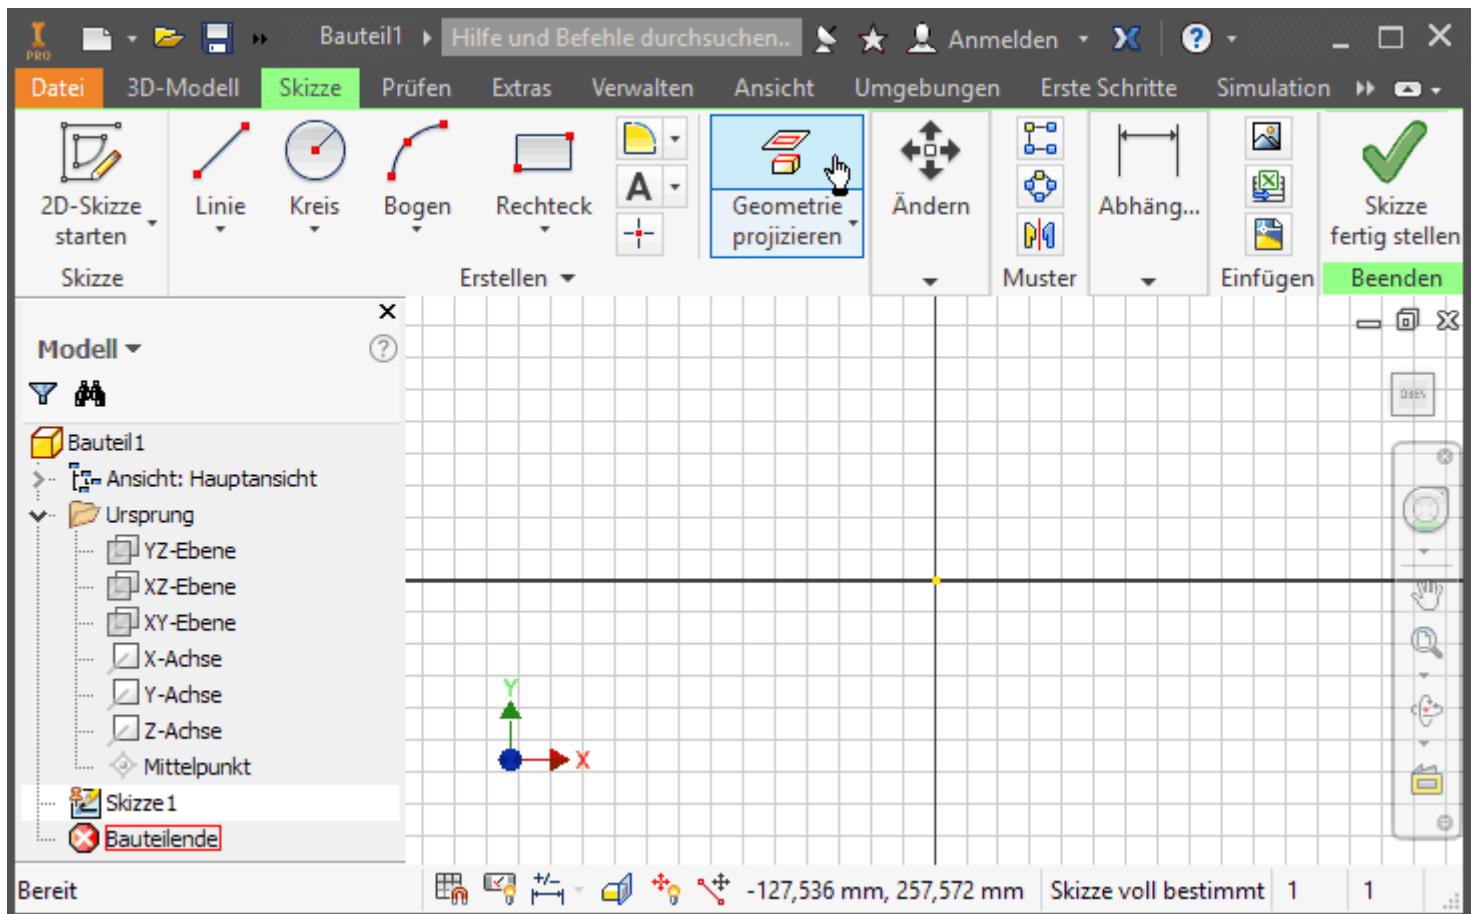 PRO
Bauteil1
Hilfe und Befehle durchsuchen..
Anmelden
?
Datei 3D-Modell Skizze Prüfen Extras Verwalten Ansicht Umgebungen Erste Schritte Simulation
2D-Skizze starten
Linie
Kreis
Bogen
Rechteck
A
Geometrie projizieren
Ändern
Abhäng...
Skizze fertig stellen
Skizze Erstellen Muster Einfügen Beenden
Modell
?
OBEN
Bauteil1
Ansicht: Hauptansicht
Ursprung
YZ-Ebene
XZ-Ebene
XY-Ebene
X-Achse
Y-Achse
Z-Achse
Mittelpunkt
Skizze1
Bauteilende
Y
X
Bereit
+/-
-127,536 mm, 257,572 mm Skizze voll bestimmt 1 1